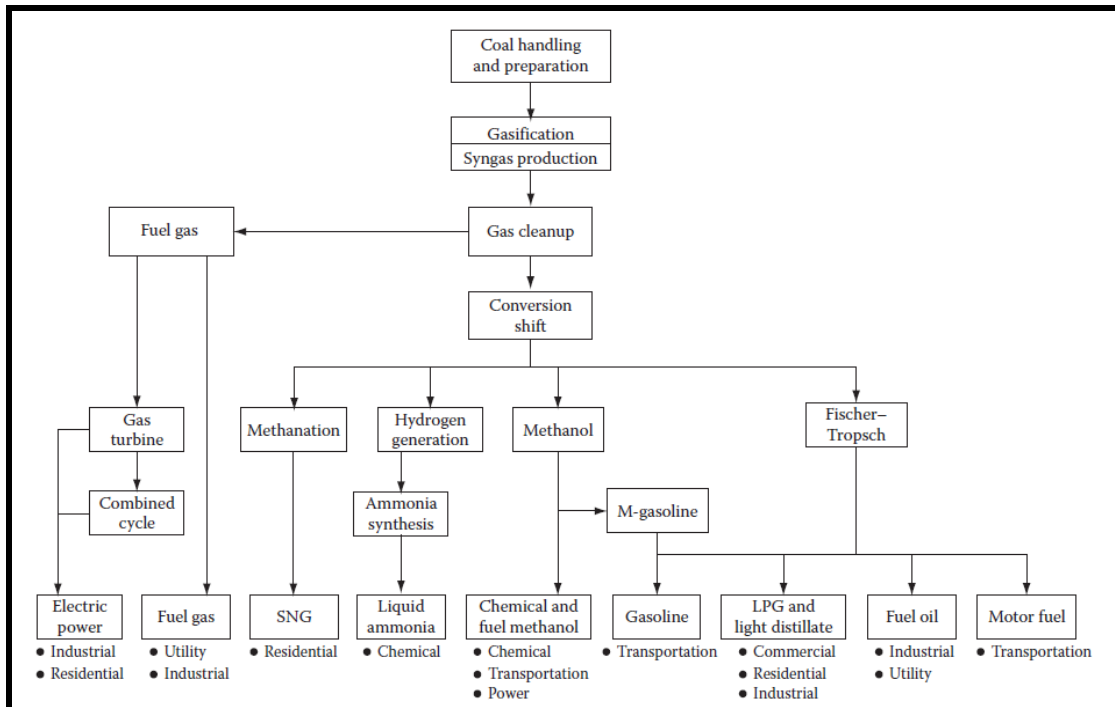 Coal handling
and preparation
Gasification
Syngas production
Fuel gas
Gas cleanup
Conversion
shift
Gas
turbine
Methanation
Hydrogen
generation
Methanol
Fischer–
Tropsch
Combined
cycle
Ammonia
synthesis
M-gasoline
Electric
power
Fuel gas
SNG
Liquid
ammonia
Chemical and
fuel methanol
Gasoline
LPG and
light distillate
Fuel oil
Motor fuel
● Industrial
● Residential
● Utility
● Industrial
● Residential
● Chemical
● Chemical
● Transportation
● Power
● Transportation
● Commercial
● Residential
● Industrial
● Industrial
● Utility
● Transportation